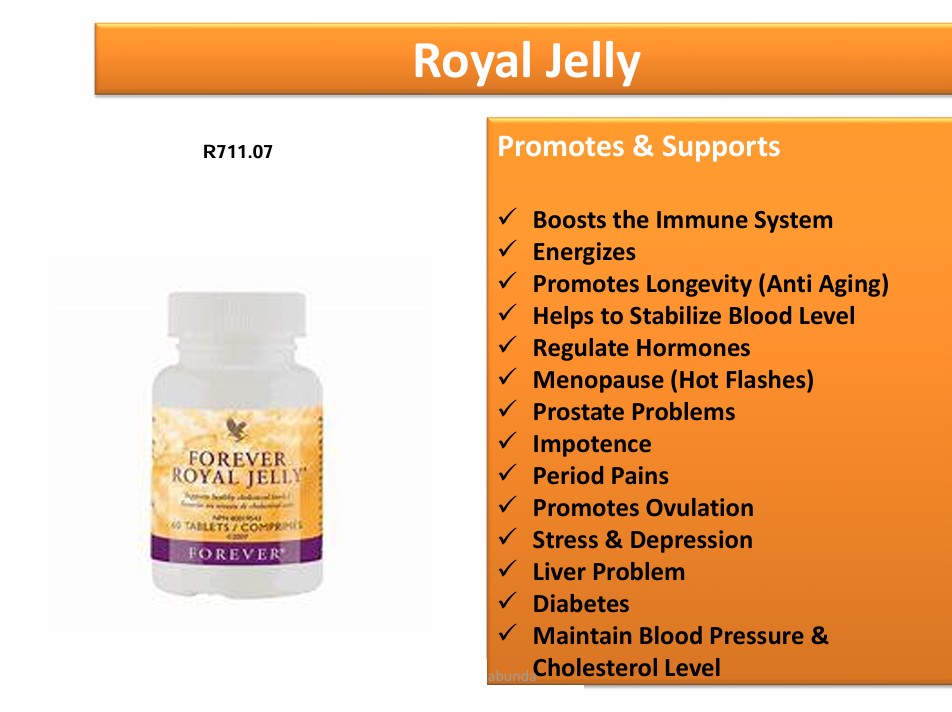 Royal Jelly
R711.07
Promotes & Supports
✓ Boosts the Immune System
✓ Energizes
✓ Promotes Longevity (Anti Aging)
✓ Helps to Stabilize Blood Level
✓ Regulate Hormones
✓ Menopause (Hot Flashes)
✓ Prostate Problems
✓ Impotence
✓ Period Pains
✓ Promotes Ovulation
✓ Stress & Depression
✓ Liver Problem
✓ Diabetes
✓ Maintain Blood Pressure &
Cholesterol Level
abunda
FOREVER
ROYAL JELLY
60 TABLETS / COMPRIMÉS
©2007
FOREVER